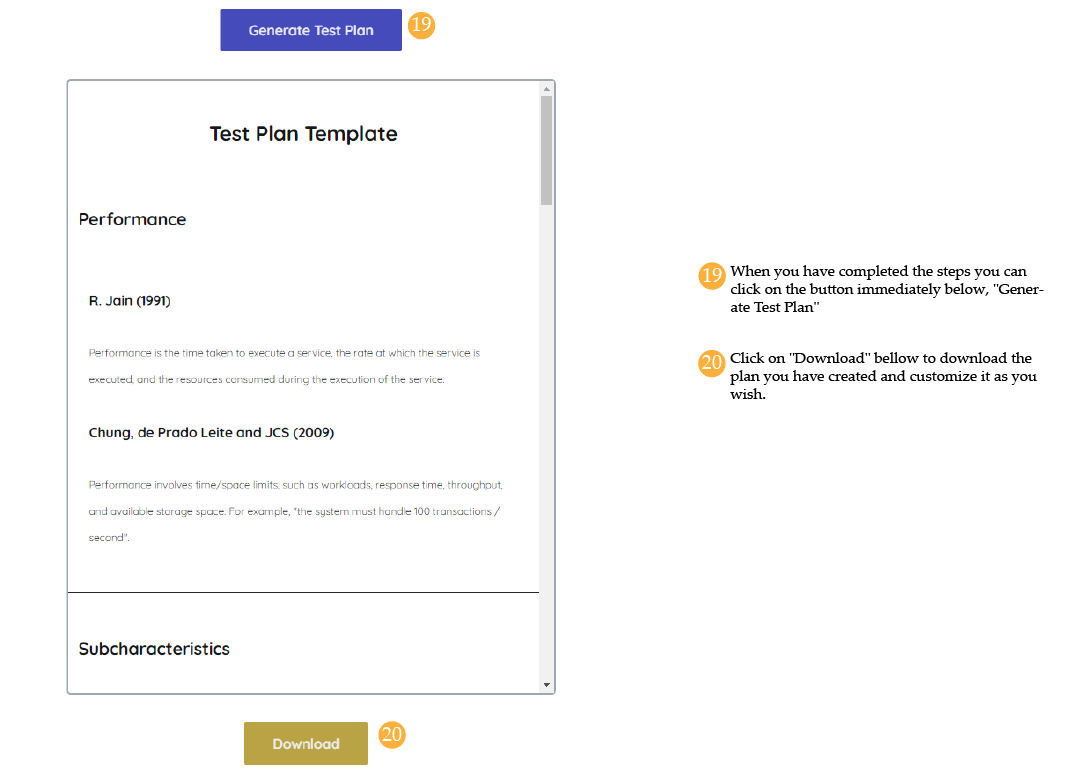 Generate Test Plan 19
Test Plan Template
Performance
R. Jain (1991)
Performance is the time taken to execute a service, the rate at which the service is
executed, and the resources consumed during the execution of the service.
Chung, de Prado Leite and JCS (2009)
Performance involves time/space limits, such as workloads, response time, throughput,
and available storage space. For example, "the system must handle 100 transactions /
second".
Subcharacteristics
Download 20
19 When you have completed the steps you can
click on the button immediately below, "Gener-
ate Test Plan"
20 Click on "Download" bellow to download the
plan you have created and customize it as you
wish.